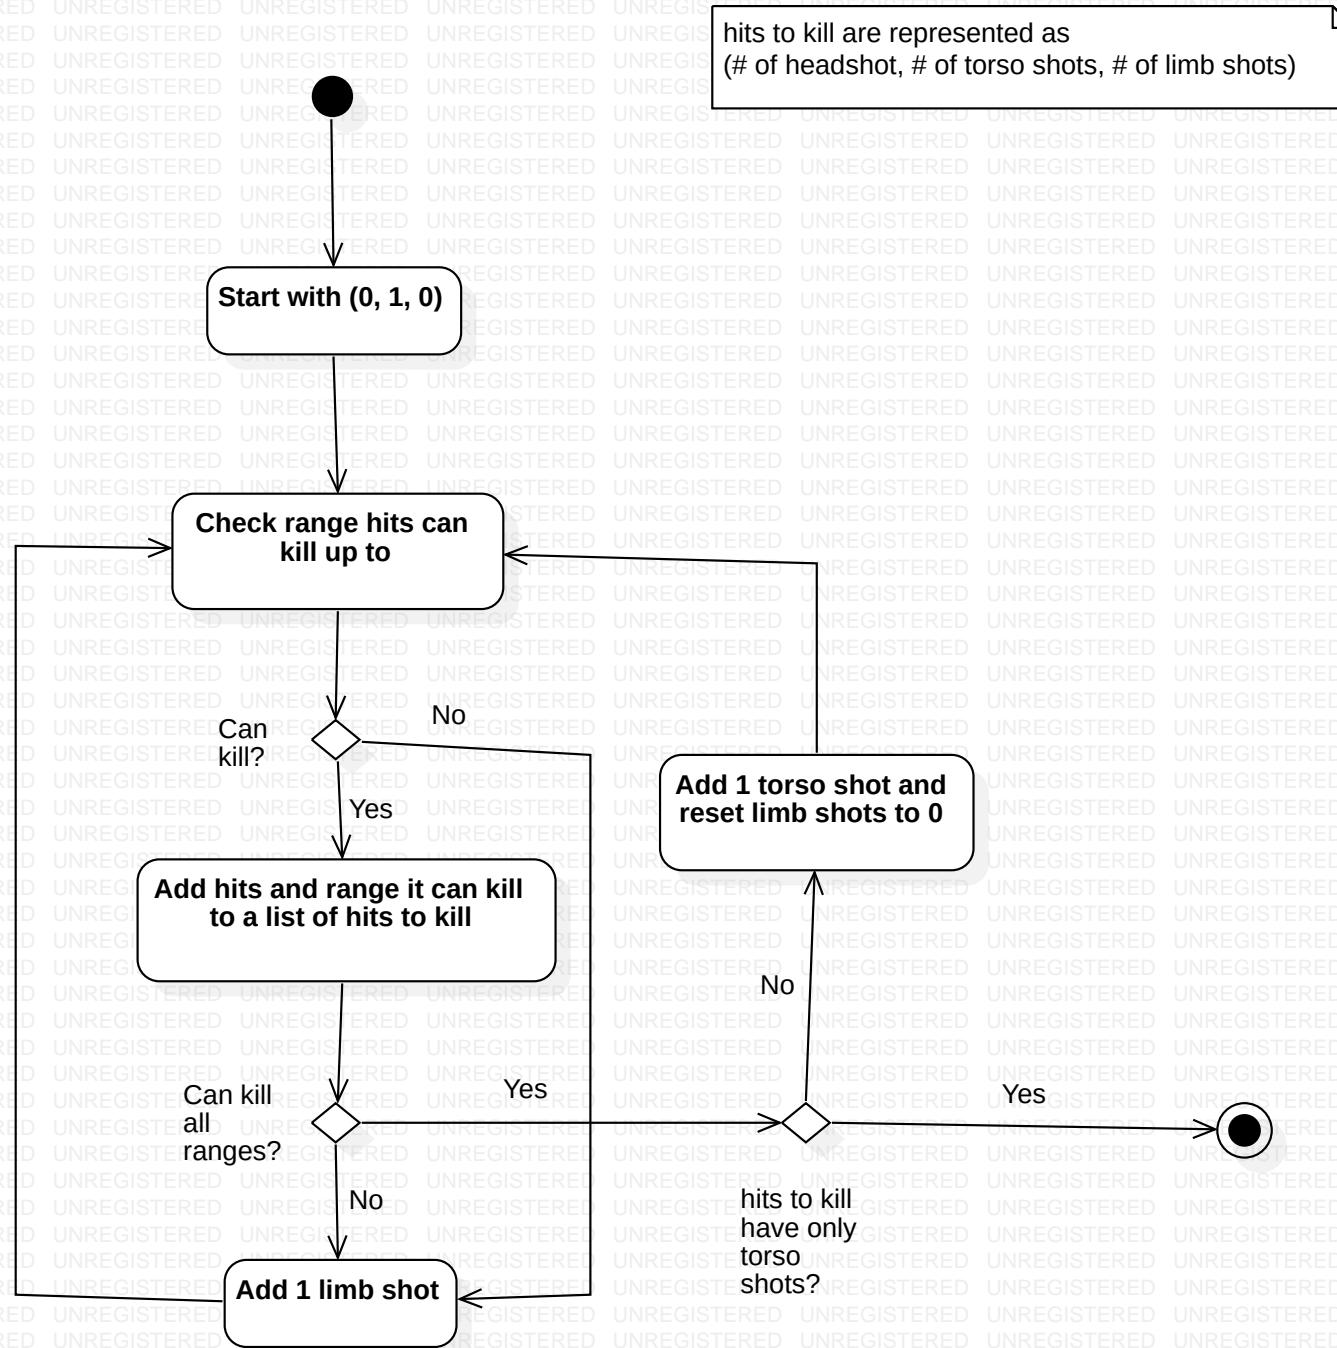 hits to kill are represented as
(# of headshot, # of torso shots, # of limb shots)
Start with (0, 1, 0)
Check range hits can
kill up to
Can
kill?
No
Yes
Add 1 torso shot and
reset limb shots to 0
Add hits and range it can kill
to a list of hits to kill
No
Can kill
all
ranges?
Yes
Yes
No
hits to kill
have only
torso
shots?
Add 1 limb shot
UNREGISTERED